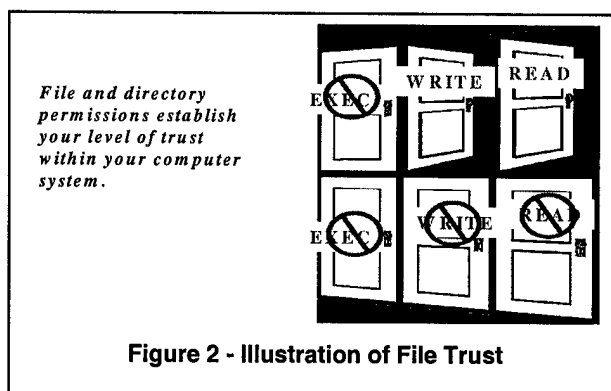 File and directory
permissions establish
your level of trust
within your computer
system.
EXEC WRITE READ
EXEC WRITE READ
Figure 2 - Illustration of File Trust